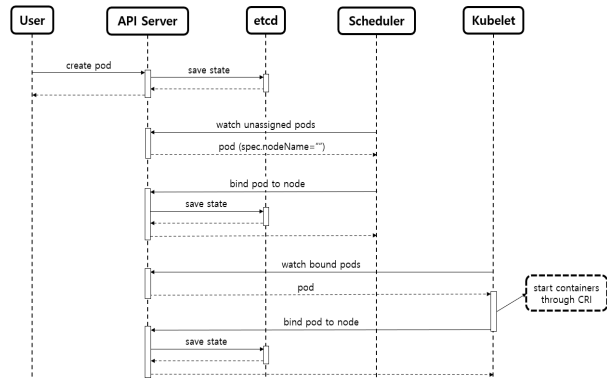 User
API Server
etcd
Scheduler
Kubelet
create pod
save state
watch unassigned pods
pod (spec.nodeName="")
bind pod to node
save state
watch bound pods
pod
start containers
through CRI
bind pod to node
save state